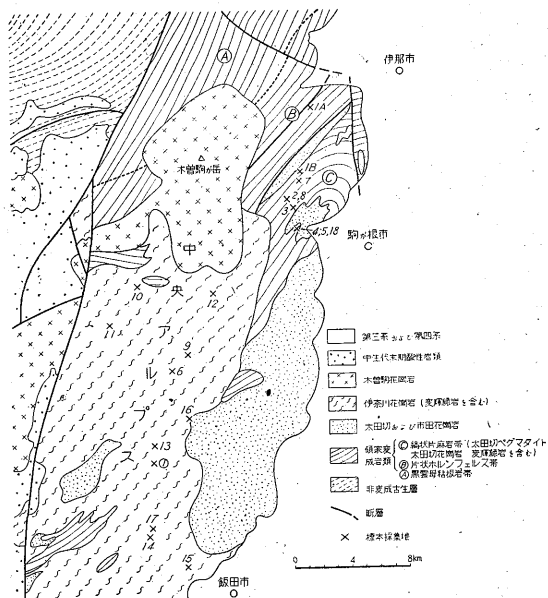 伊那市
Ⓐ
Ⓑ
1A
木曽駒が岳
1B
7
Ⓒ
2,8
3
4,5,18
駒が根市
中央アルプス
10
12
11
9
6
16
13
①
17
14
15
飯田市
第三系および第四系
中生代末期酸性岩類
木曽駒花崗岩
伊奈川花崗岩(変輝緑岩を含む)
太田切および市田花崗岩
領家変成岩類
Ⓒ縞状片麻岩帯(太田切ペグマタイト
太田切花崗岩 変輝緑岩を含む)
Ⓑ片状ホルンフェルス帯
Ⓐ黒雲母粘板岩帯
非変成古生層
断層
標本採集地
0 4 8km